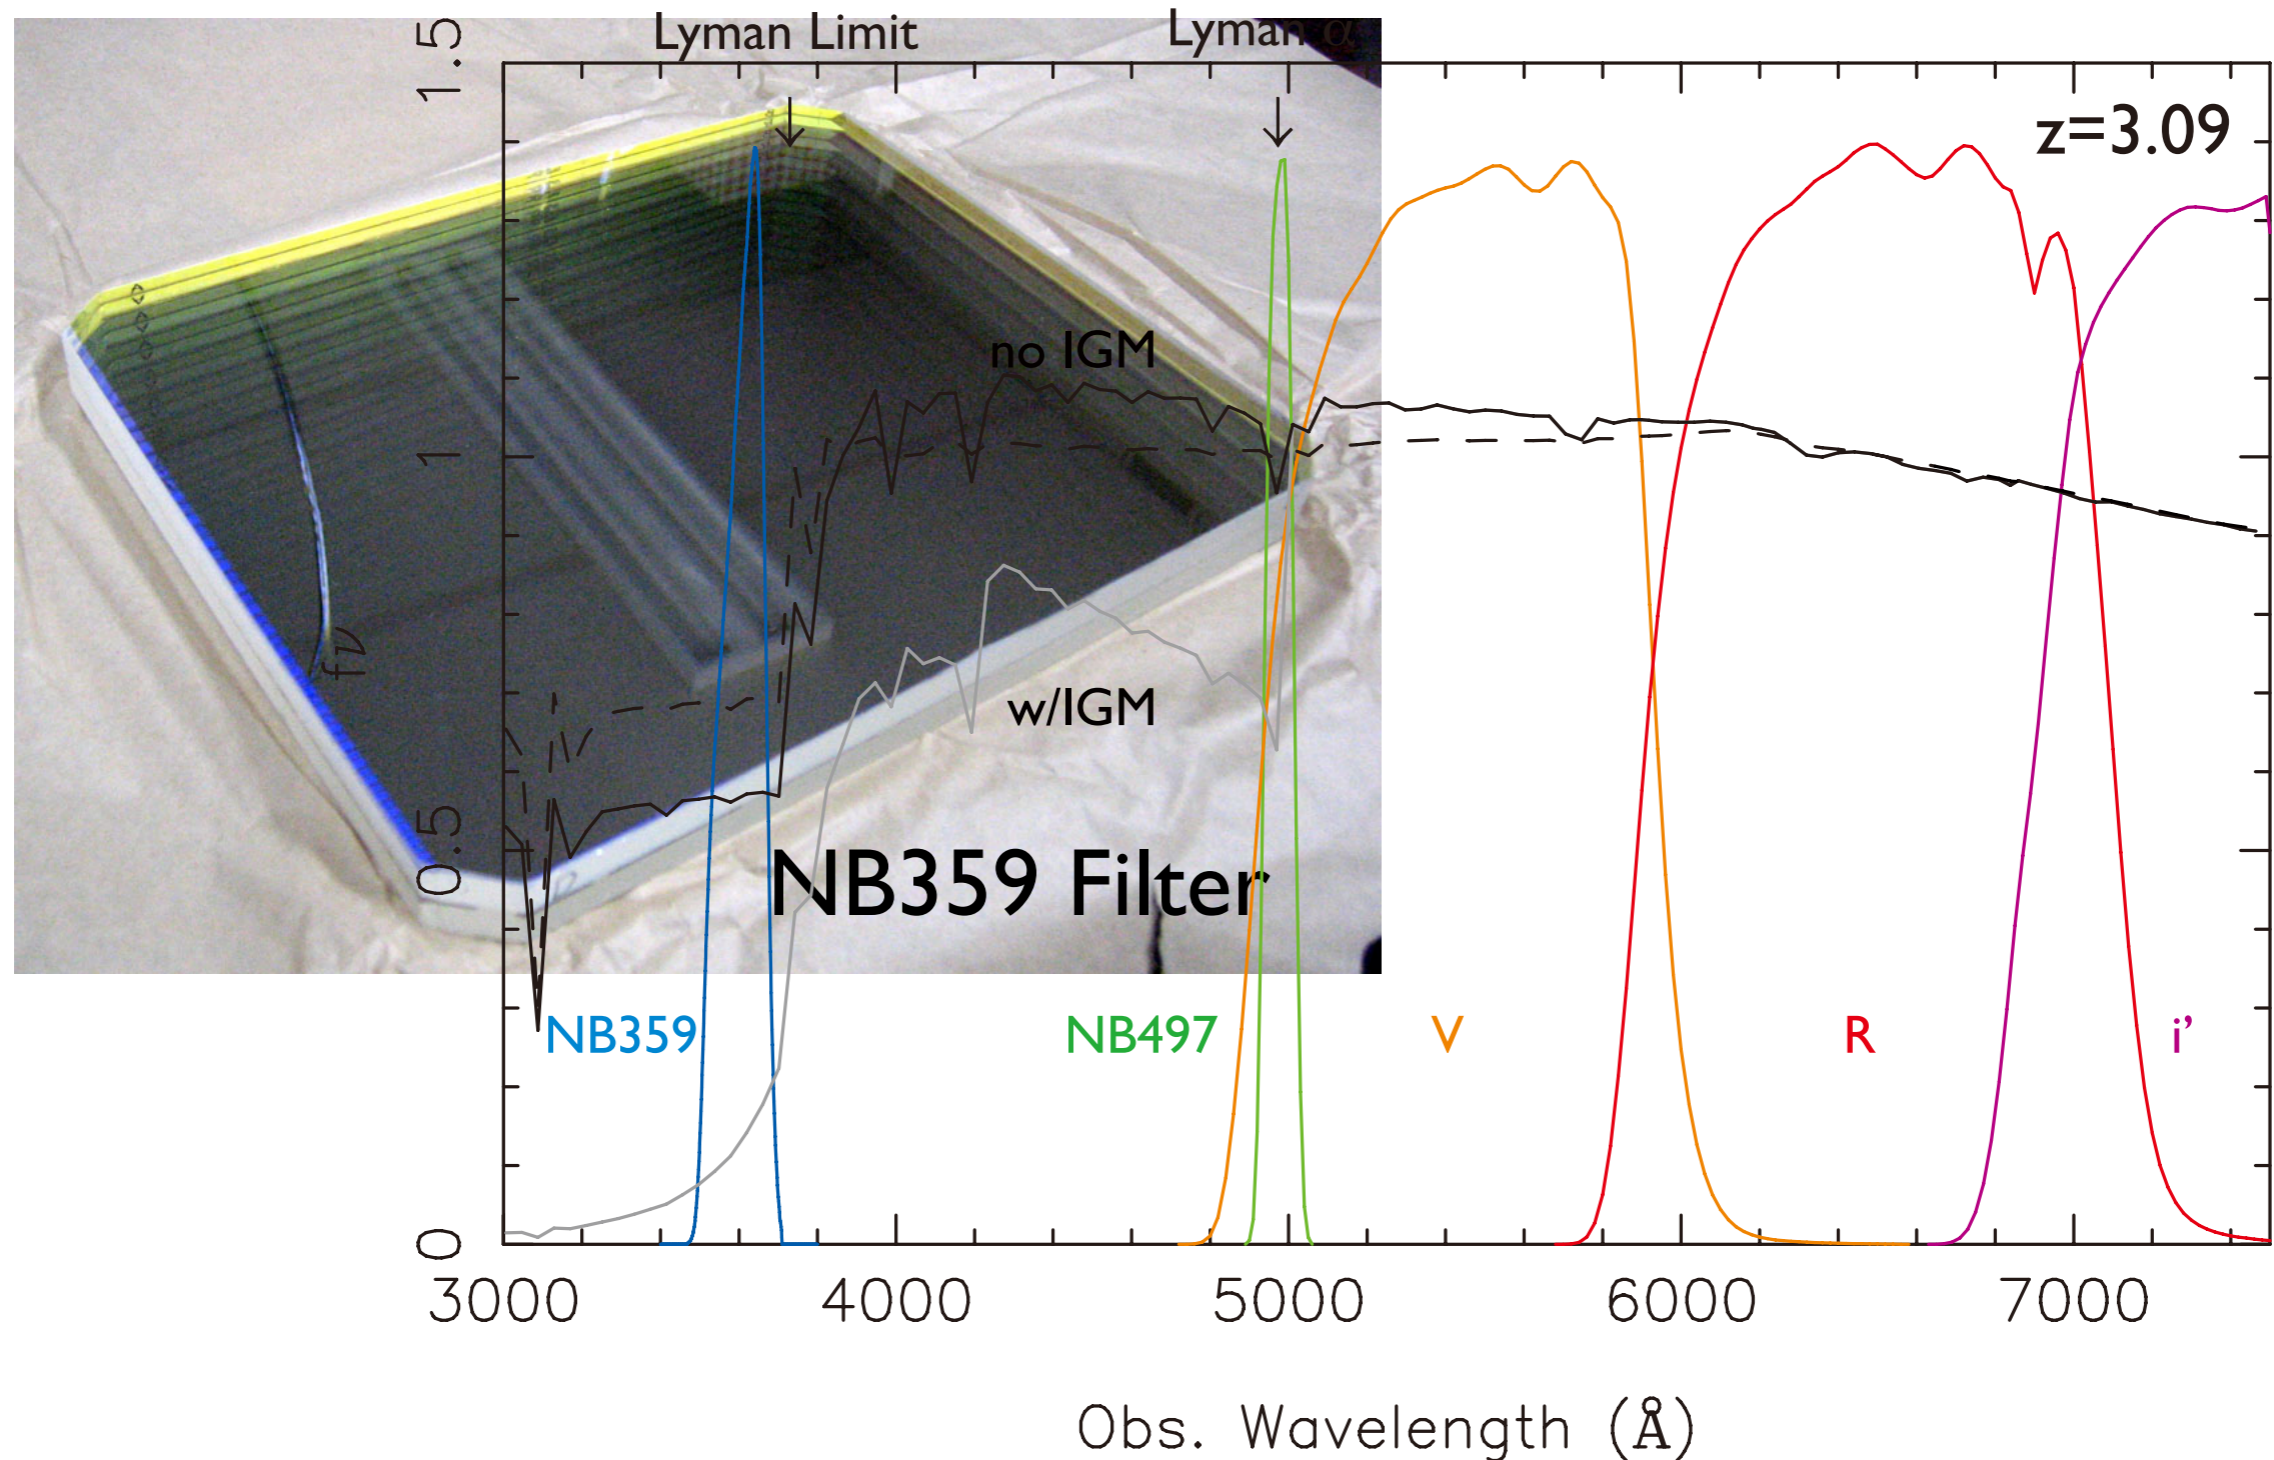 Lyman Limit
Lyman α
1.5
z=3.09
no IGM
1
fν
w/IGM
0.5
NB359 Filter
NB359
NB497
V
R
i’
0
3000
4000
5000
6000
7000
Obs. Wavelength (Å)